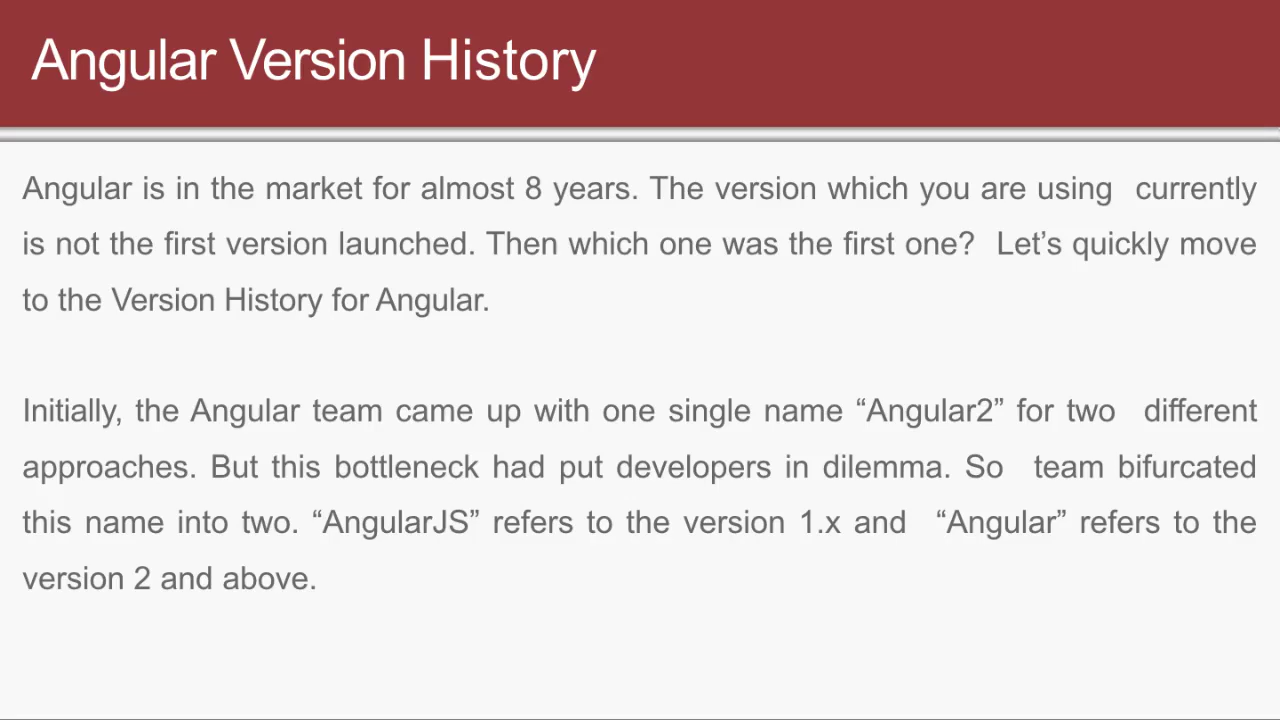 Angular Version History
Angular is in the market for almost 8 years. The version which you are using currently
is not the first version launched. Then which one was the first one? Let’s quickly move
to the Version History for Angular.
Initially, the Angular team came up with one single name “Angular2” for two different
approaches. But this bottleneck had put developers in dilemma. So team bifurcated
this name into two. “AngularJS” refers to the version 1.x and “Angular” refers to the
version 2 and above.